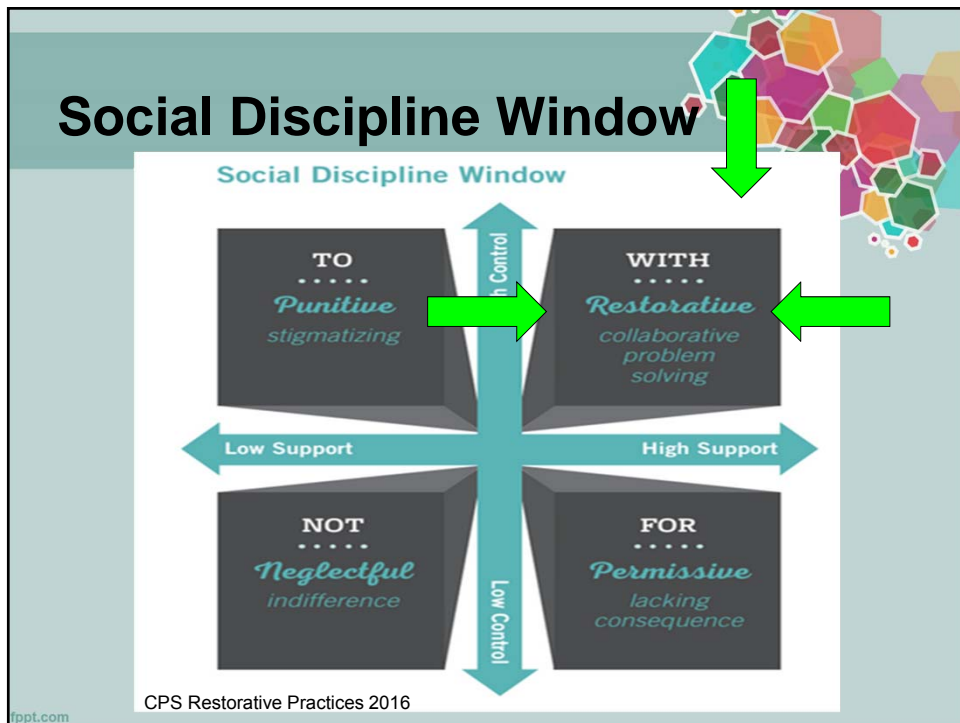 Social Discipline Window
Social Discipline Window
TO
Punitive
stigmatizing
h Control
WITH
Restorative
collaborative
problem
solving
Low Support
High Support
NOT
Neglectful
indifference
Low Control
FOR
Permissive
lacking
consequence
CPS Restorative Practices 2016
fppt.com